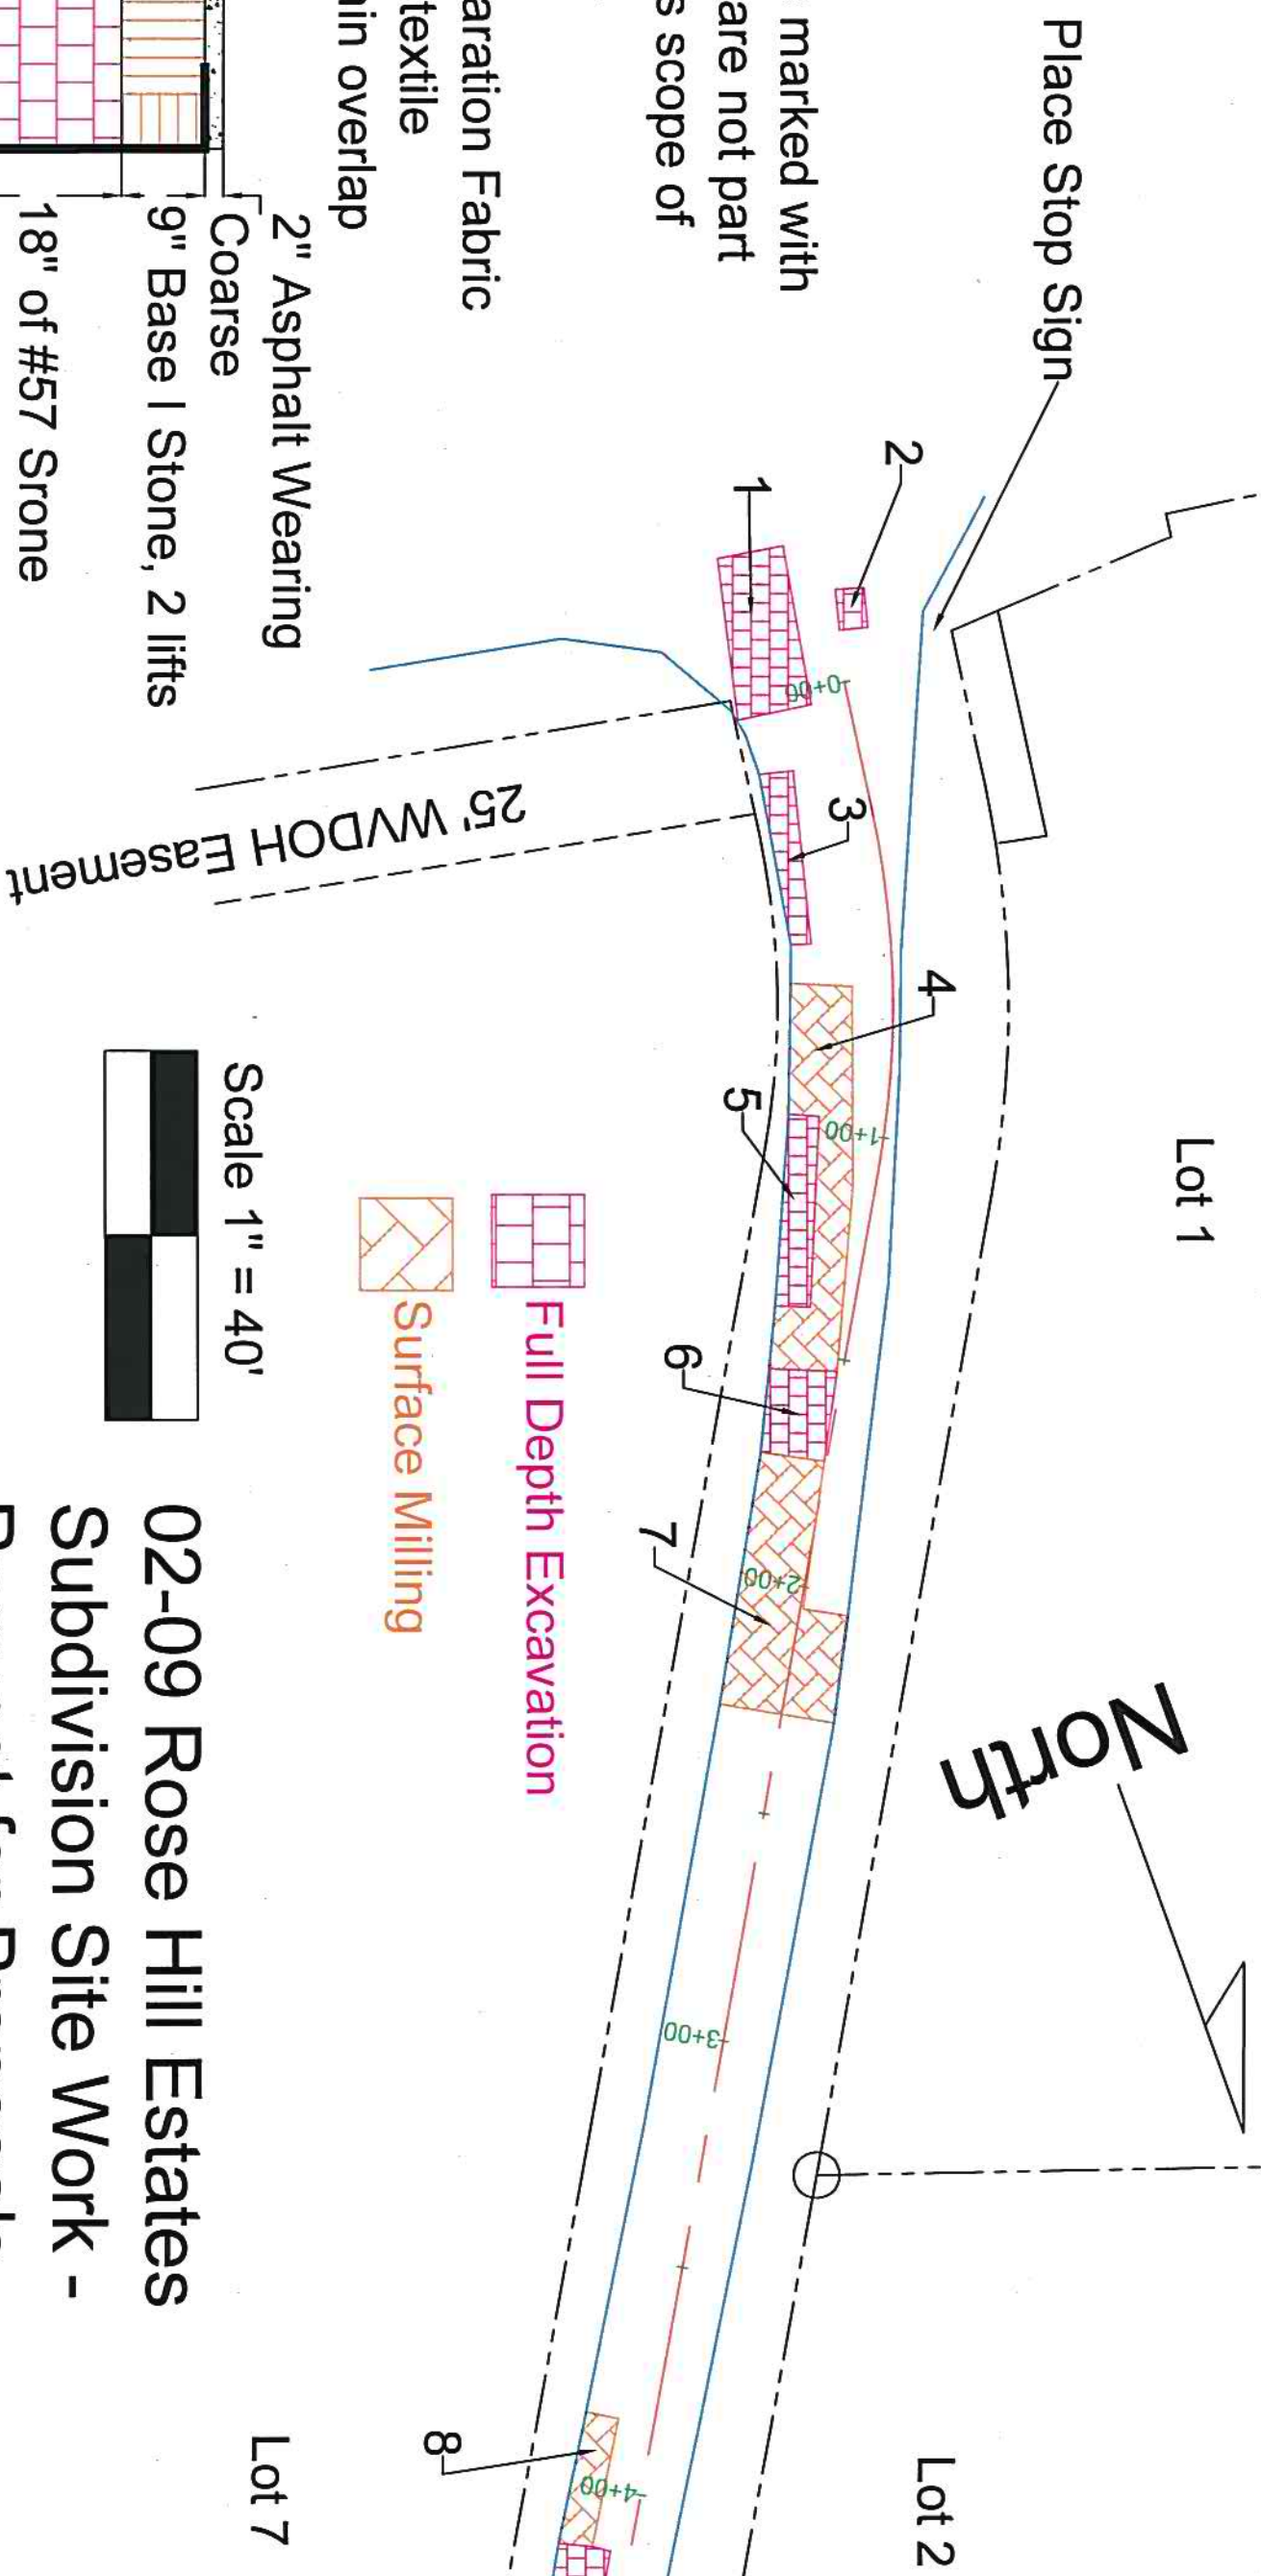 Place Stop Sign
marked with
are not part
s scope of
aration Fabric
textile
in overlap
2" Asphalt Wearing
Coarse
9" Base I Stone, 2 lifts
18" of #57 Srone
1
2
3
4
5
6
7
8
0+00
1+00
2+00
3+00
4+00
25' WVDOH Easement
Lot 1
Lot 2
Lot 7
North
Full Depth Excavation
Surface Milling
Scale 1" = 40'
02-09 Rose Hill Estates
Subdivision Site Work -